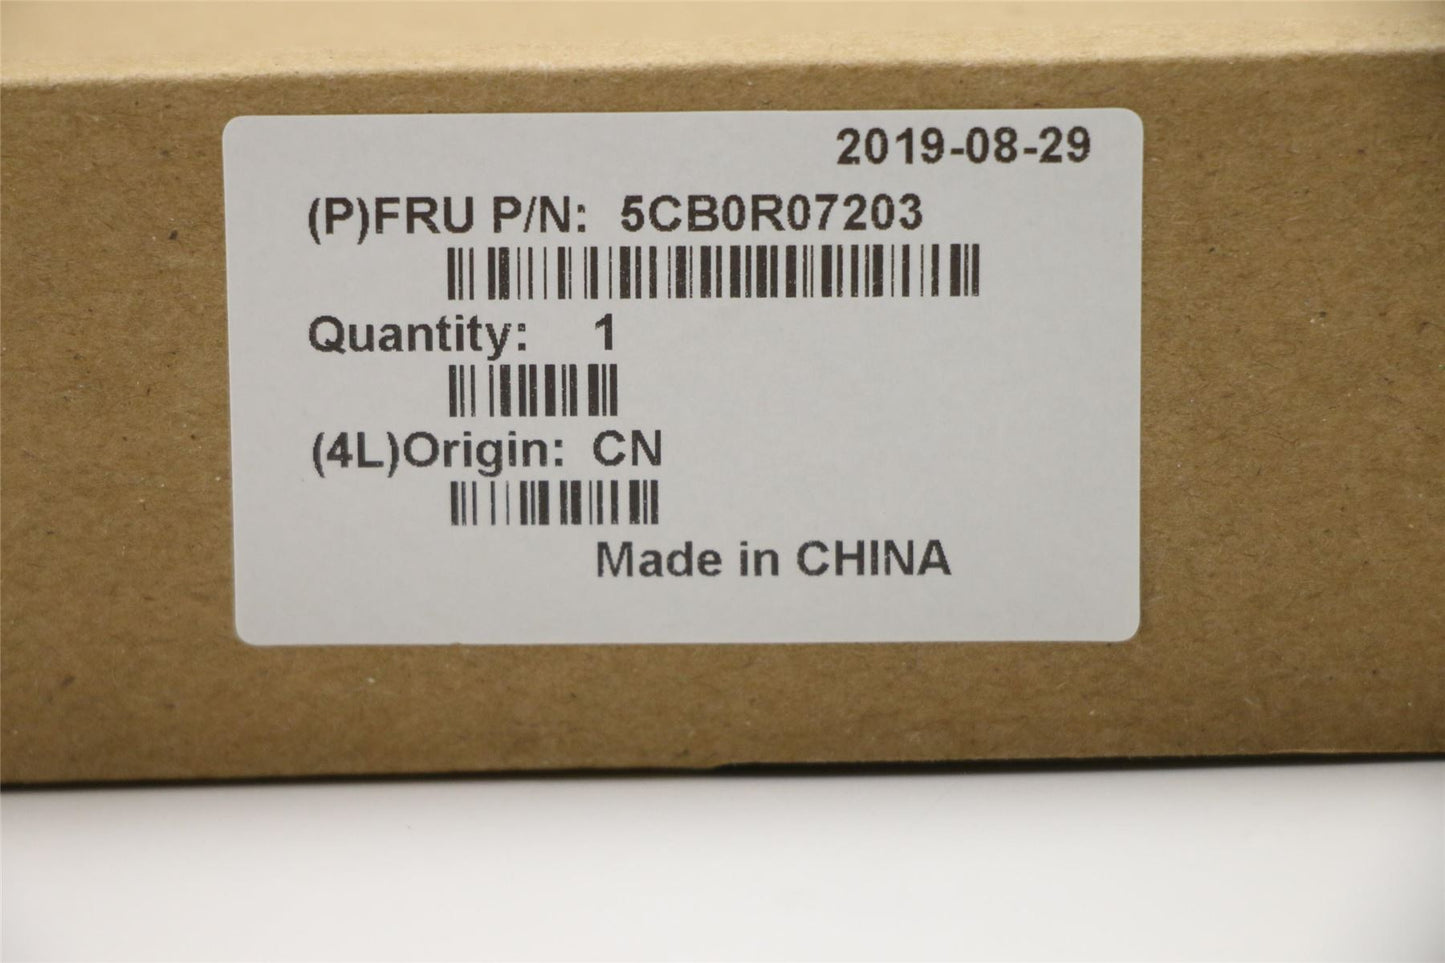 2019-08-29
(P)FRU P/N: 5CB0R07203
Quantity: 1
(4L)Origin: CN
Made in CHINA